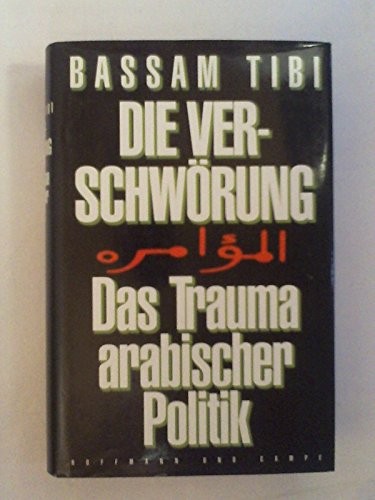 BASSAM TIBI
DIE VER-
SCHWÖRUNG
المؤامره
Das Trauma
arabischer
Politik
HOFFMANN UND CAMPE